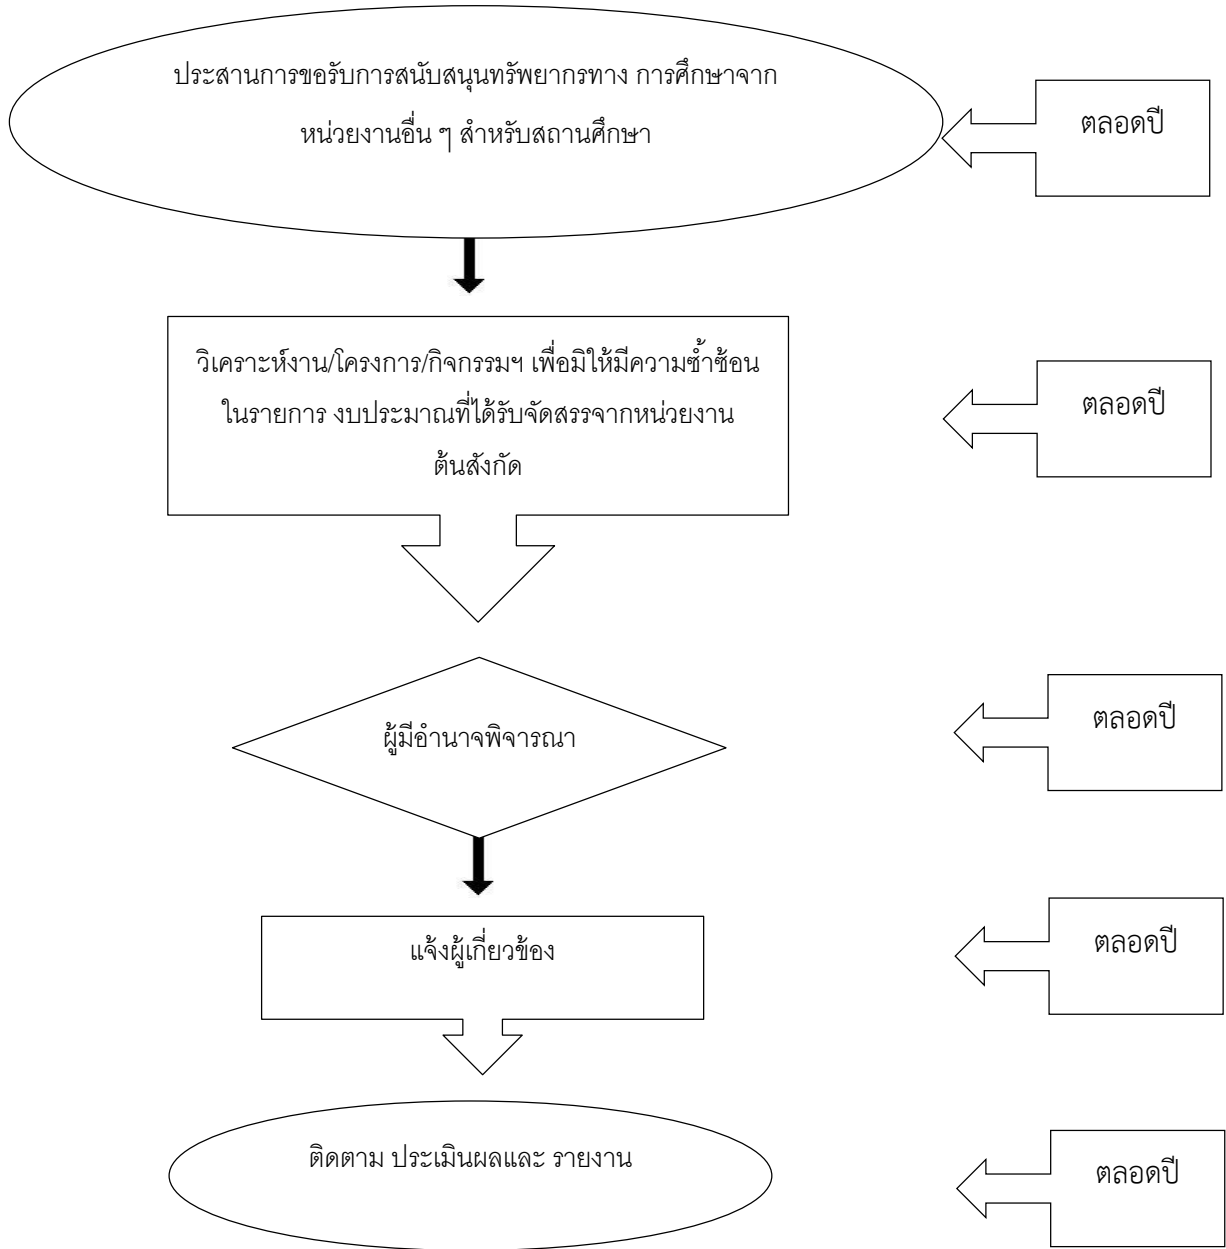 ประสานการขอรับการสนับสนุนทรัพยากรทาง การศึกษาจาก
หน่วยงานอื่น ๆ สำหรับสถานศึกษา
ตลอดปี
วิเคราะห์งาน/โครงการ/กิจกรรมฯ เพื่อมิให้มีความซ้ำซ้อน
ในรายการ งบประมาณที่ได้รับจัดสรรจากหน่วยงาน
ต้นสังกัด
ตลอดปี
ผู้มีอำนาจพิจารณา
ตลอดปี
แจ้งผู้เกี่ยวข้อง
ตลอดปี
ติดตาม ประเมินผลและ รายงาน
ตลอดปี